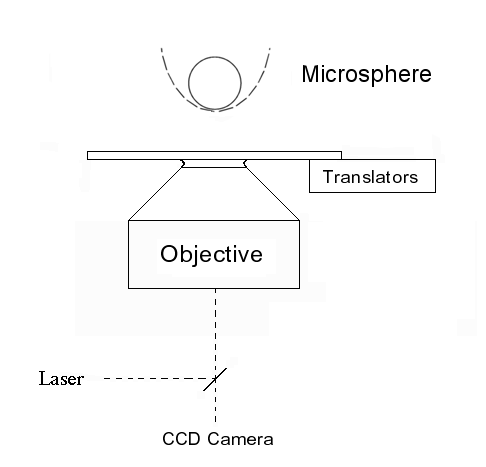 Microsphere
Translators
Objective
Laser
CCD Camera